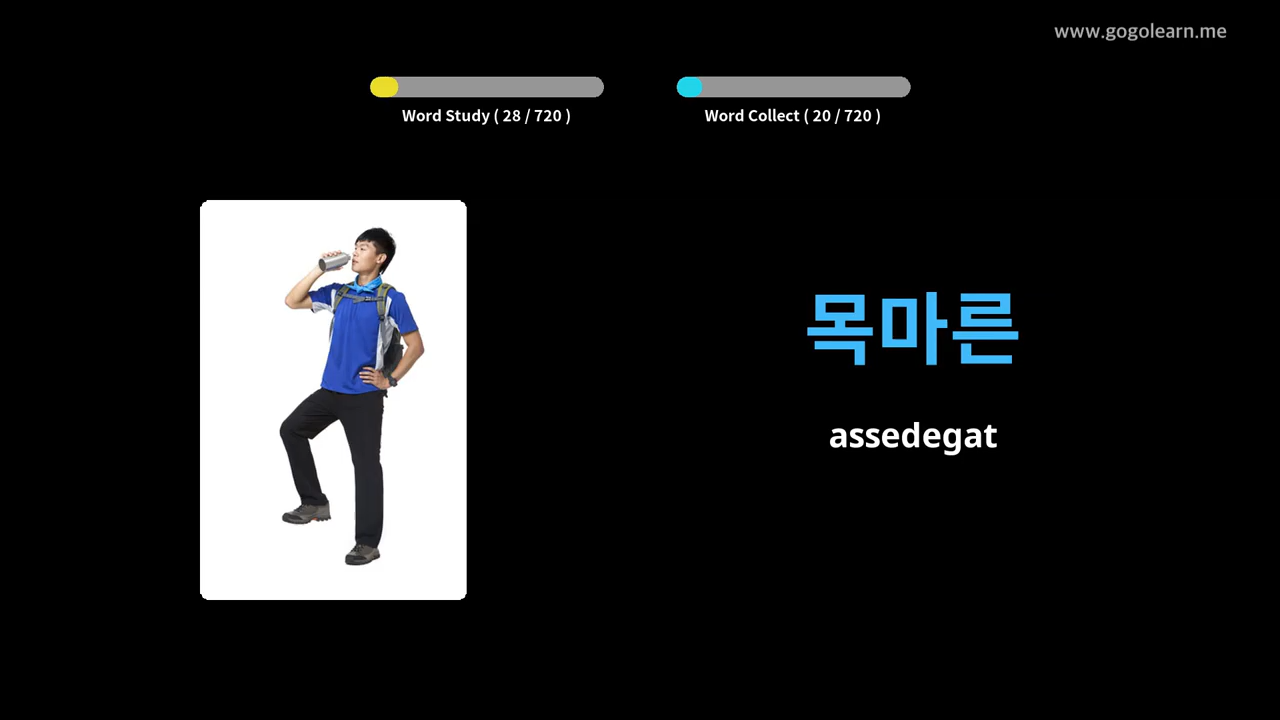 www.gogolearn.me
Word Study ( 28 / 720 )
Word Collect ( 20 / 720 )
목마른
assedegat